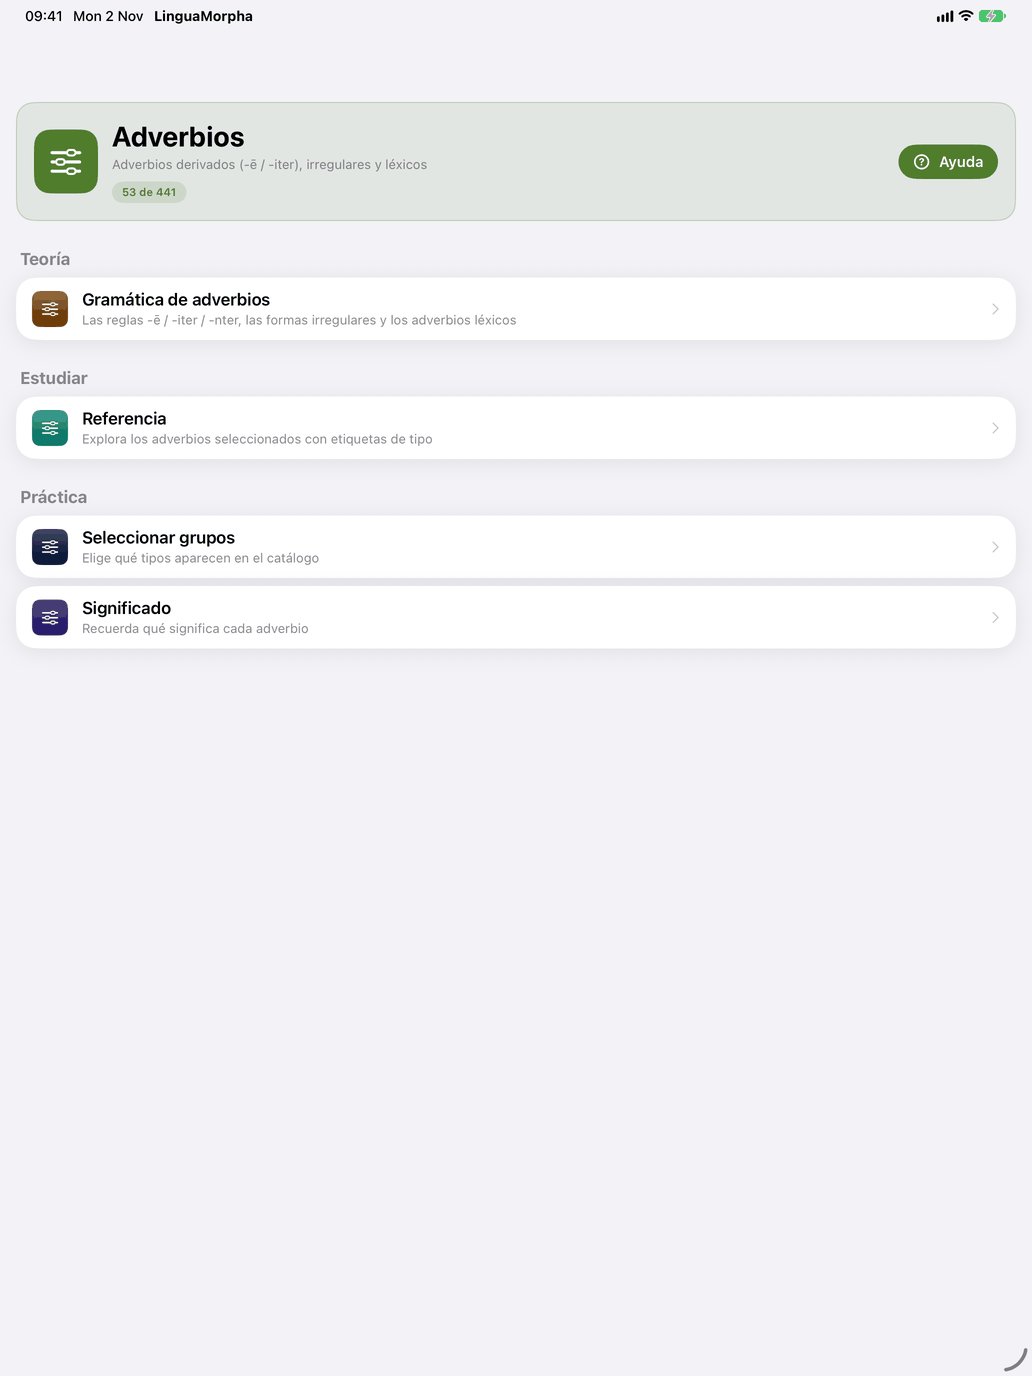 09:41 Mon 2 Nov LinguaMorpha
Adverbios
Adverbios derivados (-ē / -iter), irregulares y léxicos
53 de 441
Ayuda
Teoría
Gramática de adverbios
Las reglas -ē / -iter / -nter, las formas irregulares y los adverbios léxicos
Estudiar
Referencia
Explora los adverbios seleccionados con etiquetas de tipo
Práctica
Seleccionar grupos
Elige qué tipos aparecen en el catálogo
Significado
Recuerda qué significa cada adverbio